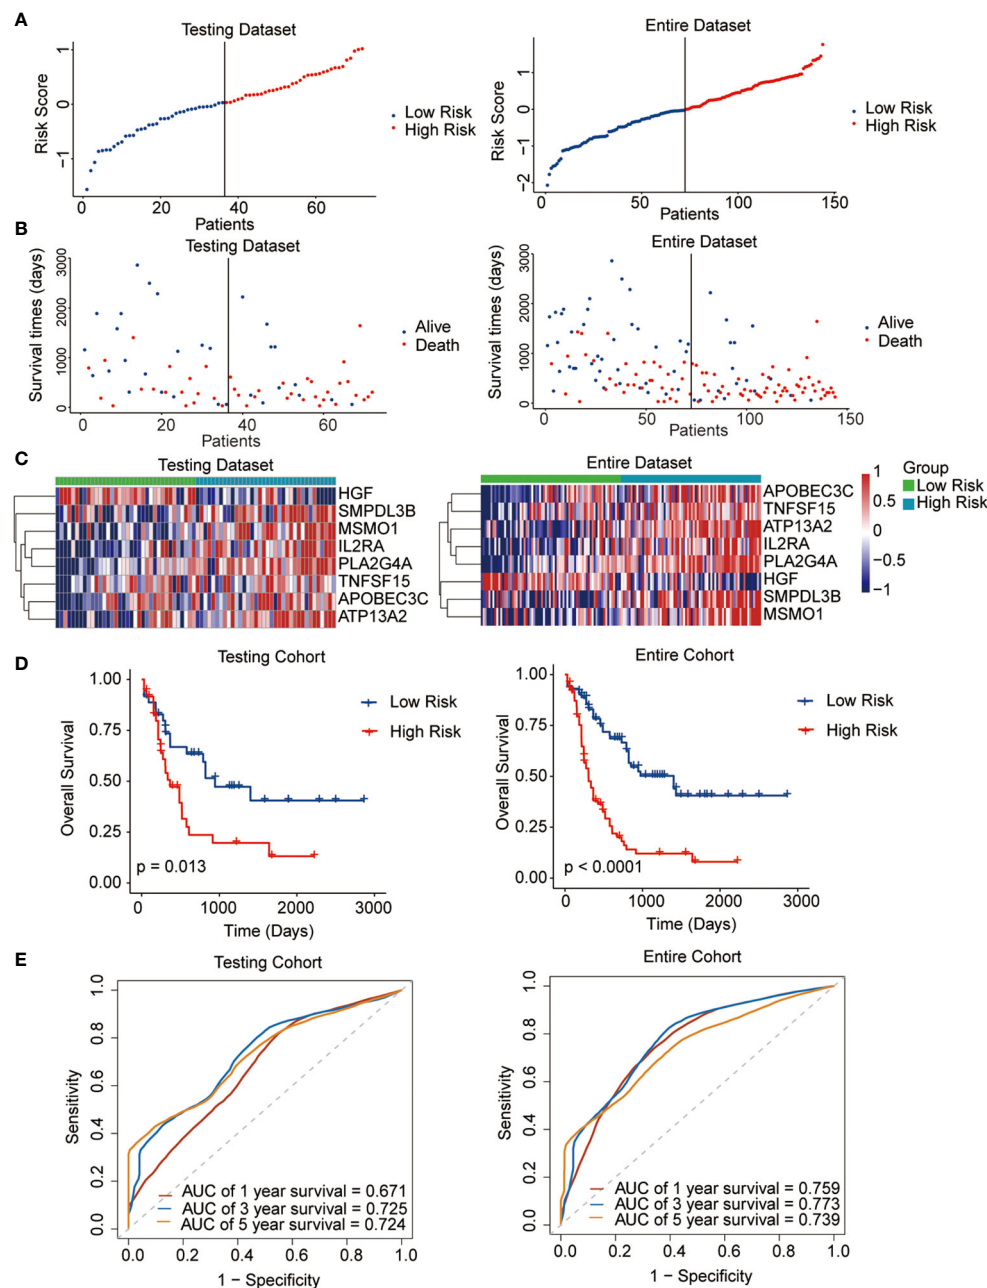 A
Testing Dataset
Entire Dataset
Risk Score
1
0
−1
0
20
40
60
Patients
Low Risk
High Risk
Risk Score
1
0
−1
−2
0
50
100
150
Patients
Low Risk
High Risk
B
Testing Dataset
Entire Dataset
Survival times (days)
3000
2000
1000
0
0
20
40
60
Patients
Alive
Death
Survival times (days)
3000
2000
1000
0
0
50
100
150
Patients
Alive
Death
C
Testing Dataset
HGF
SMPDL3B
MSMO1
IL2RA
PLA2G4A
TNFSF15
APOBEC3C
ATP13A2
Entire Dataset
APOBEC3C
TNFSF15
ATP13A2
IL2RA
PLA2G4A
HGF
SMPDL3B
MSMO1
1
0.5
0
−0.5
−1
Group
Low Risk
High Risk
D
Testing Cohort
Overall Survival
1.00
0.75
0.50
0.25
0.00
p = 0.013
Low Risk
High Risk
0
1000
2000
3000
Time (Days)
Entire Cohort
Overall Survival
1.00
0.75
0.50
0.25
0.00
p < 0.0001
Low Risk
High Risk
0
1000
2000
3000
Time (Days)
E
Testing Cohort
Sensitivity
1.0
0.8
0.6
0.4
0.2
0.0
AUC of 1 year survival = 0.671
AUC of 3 year survival = 0.725
AUC of 5 year survival = 0.724
0.0
0.2
0.4
0.6
0.8
1.0
1 − Specificity
Entire Cohort
Sensitivity
1.0
0.8
0.6
0.4
0.2
0.0
AUC of 1 year survival = 0.759
AUC of 3 year survival = 0.773
AUC of 5 year survival = 0.739
0.0
0.2
0.4
0.6
0.8
1.0
1 − Specificity